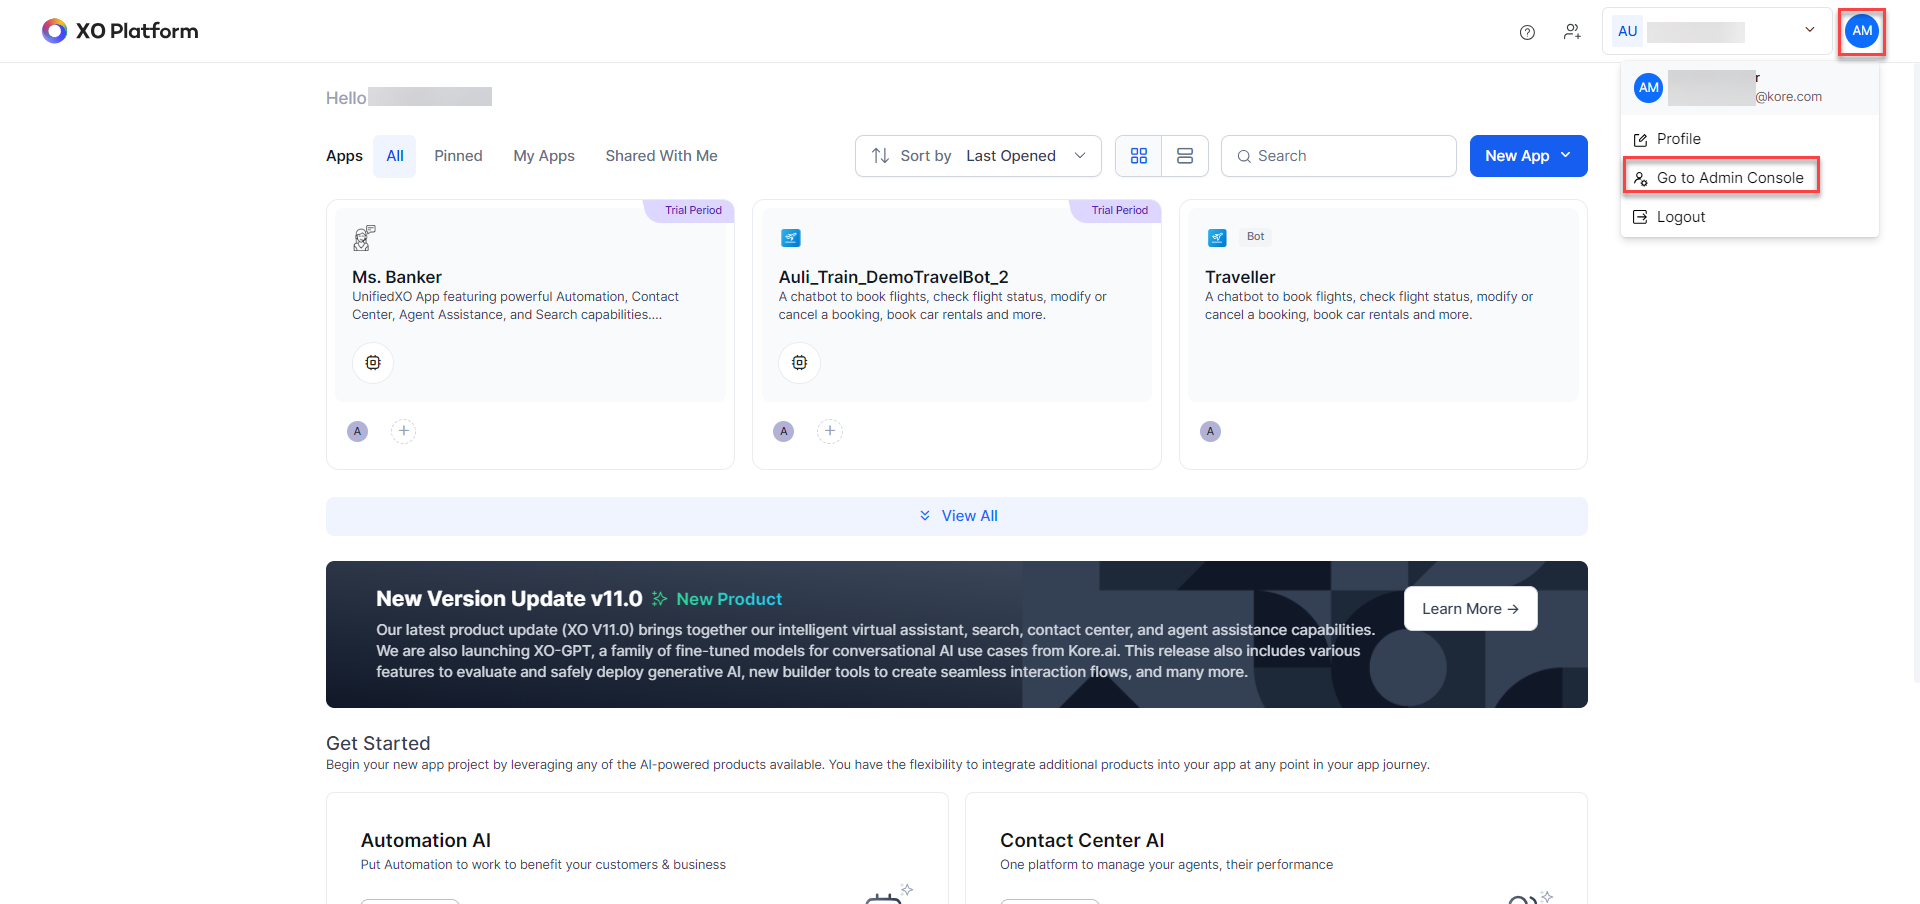 XO Platform
AU
AM
AM
r
@kore.com
Profile
Go to Admin Console
Logout
Hello
Apps All Pinned My Apps Shared With Me
Sort by Last Opened
Search
New App
Trial Period
Ms. Banker
UnifiedXO App featuring powerful Automation, Contact
Center, Agent Assistance, and Search capabilities....
A
+
Trial Period
Auli_Train_DemoTravelBot_2
A chatbot to book flights, check flight status, modify or
cancel a booking, book car rentals and more.
A
+
Bot
Traveller
A chatbot to book flights, check flight status, modify or
cancel a booking, book car rentals and more.
A
View All
New Version Update v11.0 New Product
Our latest product update (XO V11.0) brings together our intelligent virtual assistant, search, contact center, and agent assistance capabilities.
We are also launching XO-GPT, a family of fine-tuned models for conversational AI use cases from Kore.ai. This release also includes various
features to evaluate and safely deploy generative AI, new builder tools to create seamless interaction flows, and many more.
Learn More →
Get Started
Begin your new app project by leveraging any of the AI-powered products available. You have the flexibility to integrate additional products into your app at any point in your app journey.
Automation AI
Put Automation to work to benefit your customers & business
Contact Center AI
One platform to manage your agents, their performance